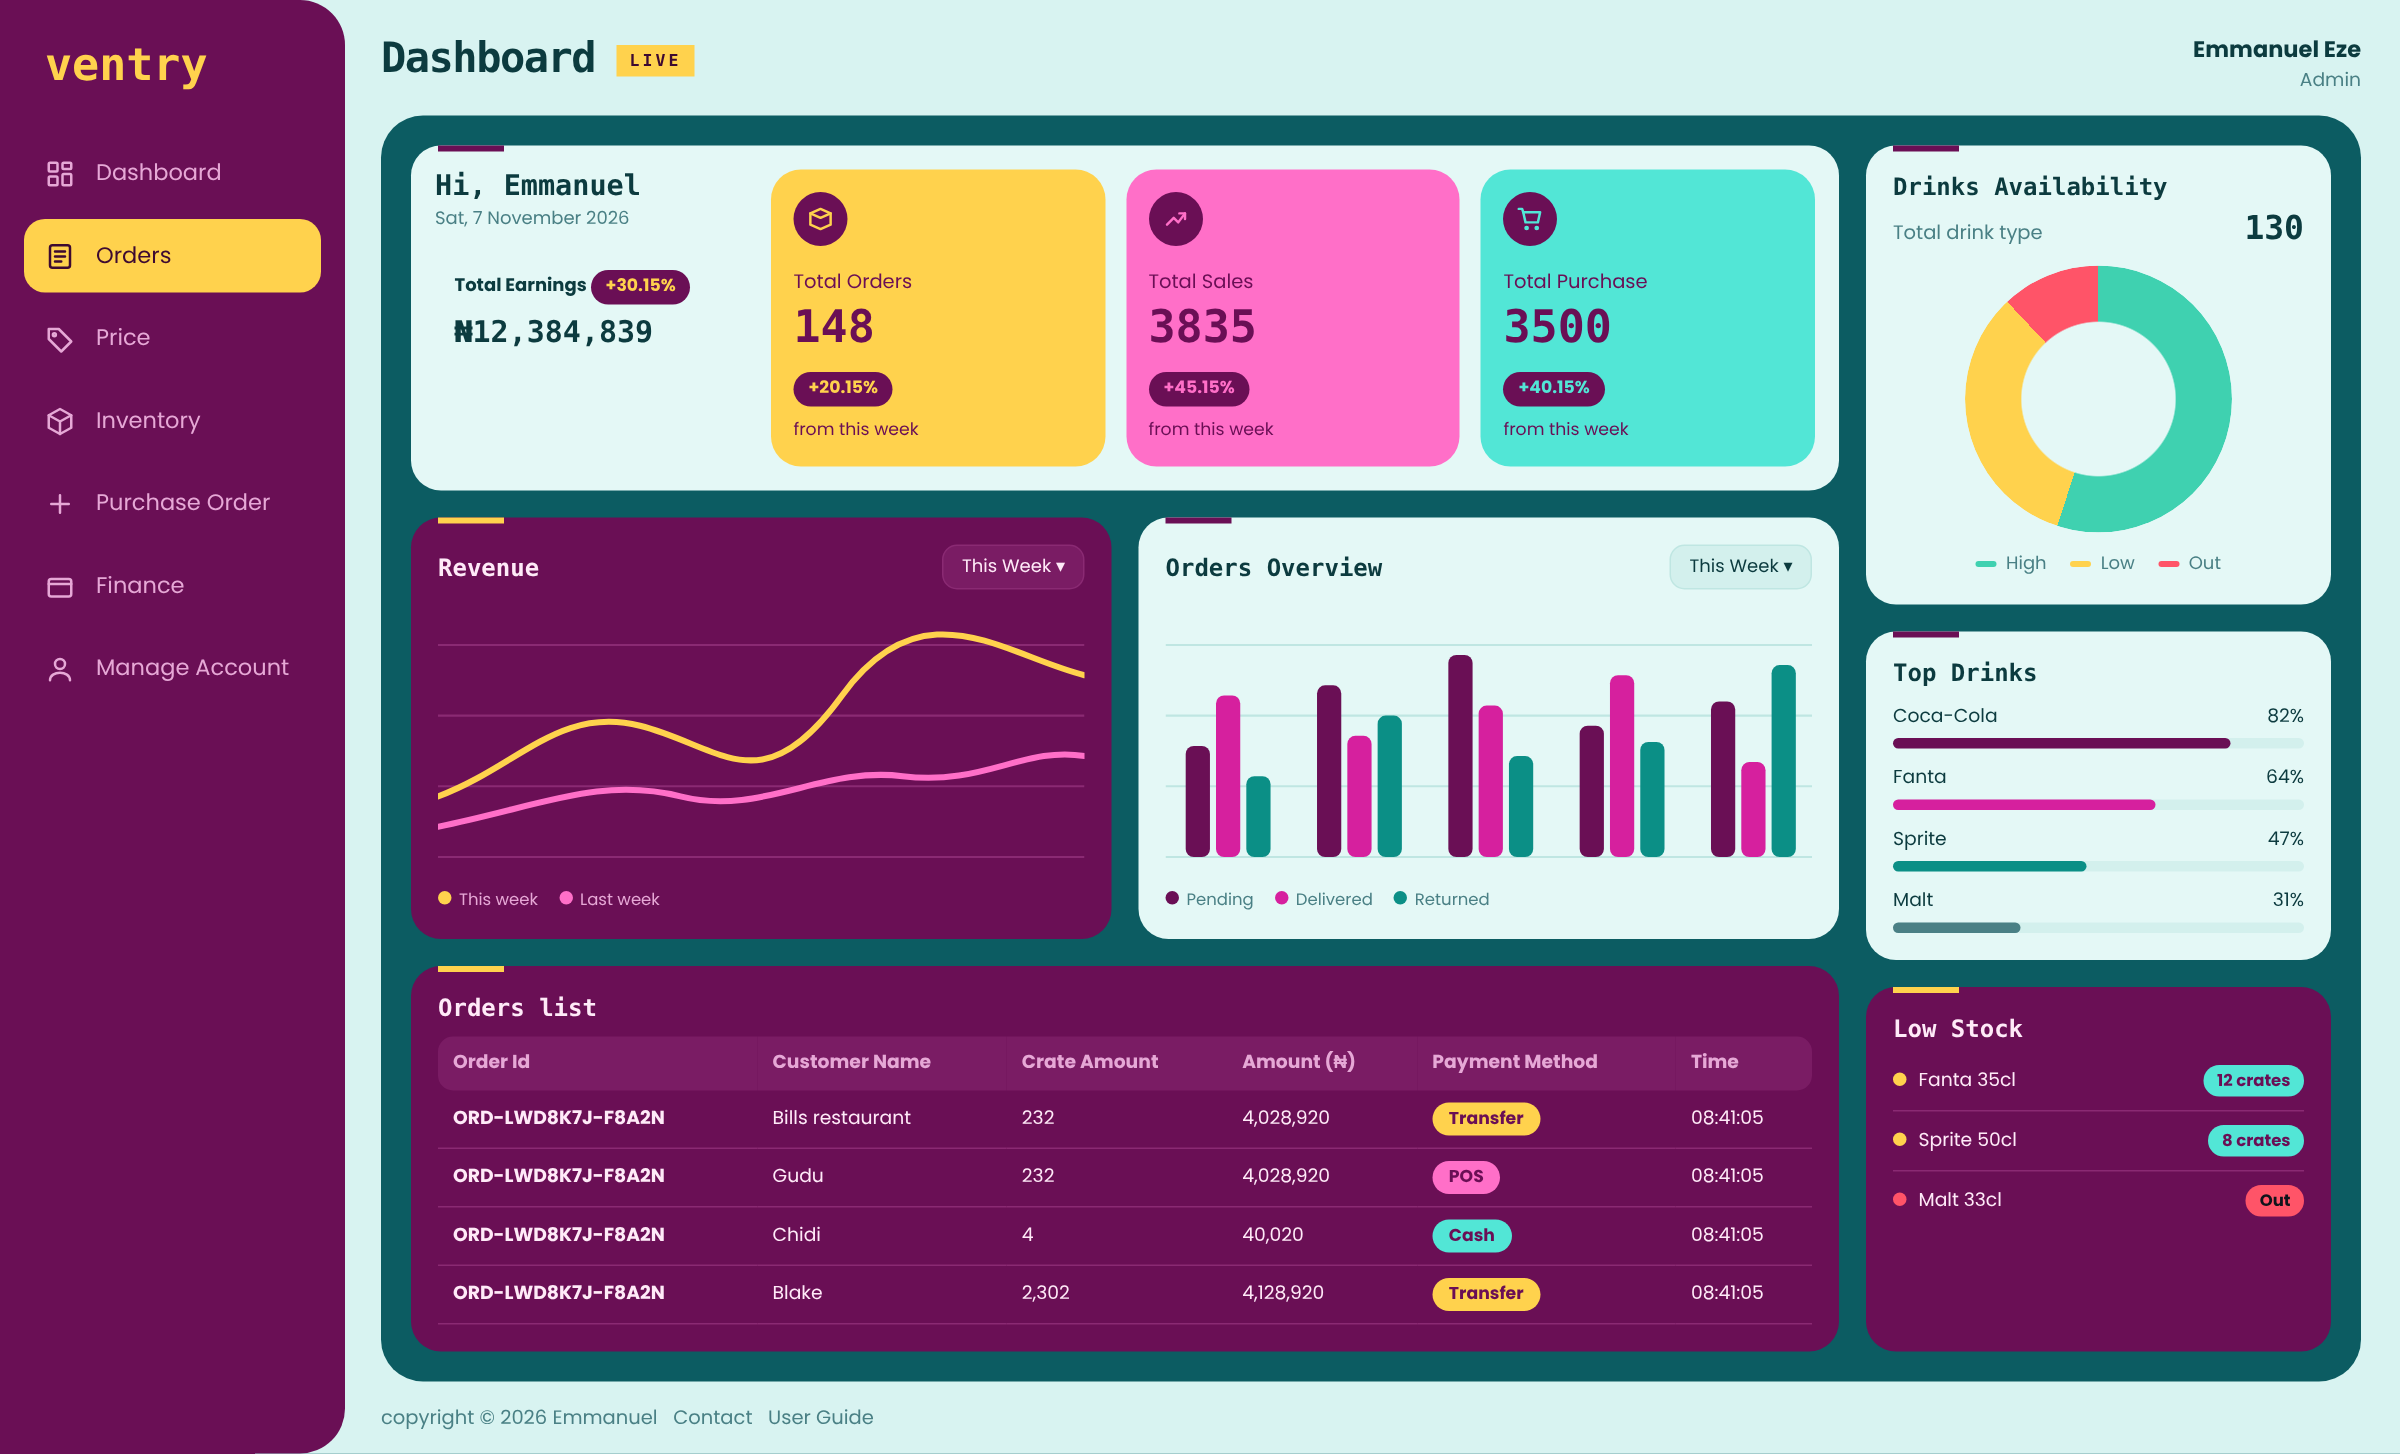 ventry
Dashboard
Orders
Price
Inventory
Purchase Order
Finance
Manage Account
Dashboard LIVE
Emmanuel Eze
Admin
Hi, Emmanuel
Sat, 7 November 2026
Total Earnings +30.15%
₦12,384,839
Total Orders
148
+20.15%
from this week
Total Sales
3835
+45.15%
from this week
Total Purchase
3500
+40.15%
from this week
Drinks Availability
Total drink type 130
High Low Out
Revenue This Week ▾
This week Last week
Orders Overview This Week ▾
Pending Delivered Returned
Top Drinks
Coca-Cola 82%
Fanta 64%
Sprite 47%
Malt 31%
Orders list
Order Id Customer Name Crate Amount Amount (₦) Payment Method Time
ORD-LWD8K7J-F8A2N Bills restaurant 232 4,028,920 Transfer 08:41:05
ORD-LWD8K7J-F8A2N Gudu 232 4,028,920 POS 08:41:05
ORD-LWD8K7J-F8A2N Chidi 4 40,020 Cash 08:41:05
ORD-LWD8K7J-F8A2N Blake 2,302 4,128,920 Transfer 08:41:05
Low Stock
Fanta 35cl 12 crates
Sprite 50cl 8 crates
Malt 33cl Out
copyright © 2026 Emmanuel Contact User Guide